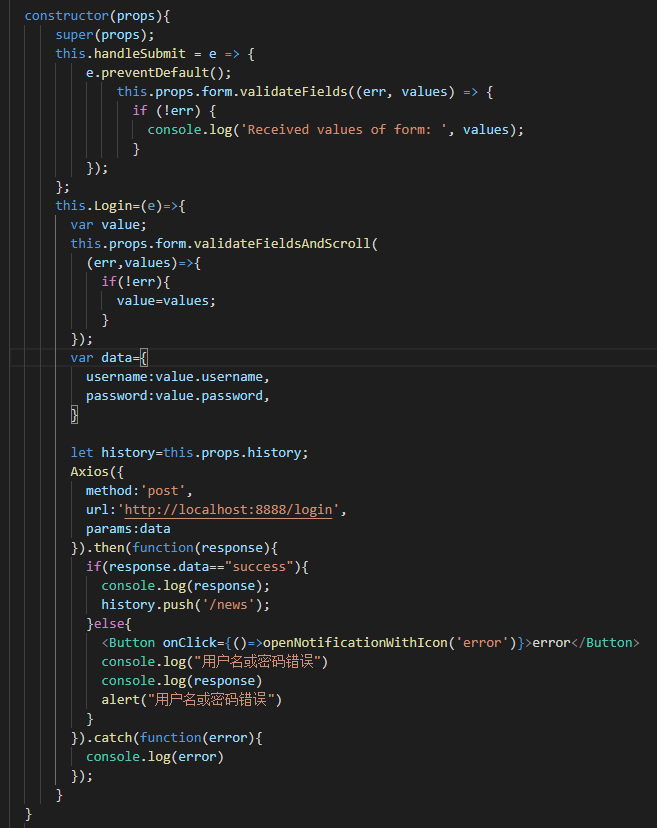 constructor(props){
super(props);
this.handleSubmit = e => {
e.preventDefault();
this.props.form.validateFields((err, values) => {
if (!err) {
console.log('Received values of form: ', values);
}
});
};
this.Login=(e)=>{
var value;
this.props.form.validateFieldsAndScroll(
(err,values)=>{
if(!err){
value=values;
}
});
var data={
username:value.username,
password:value.password,
}
let history=this.props.history;
Axios({
method:'post',
url:'http://localhost:8888/login',
params:data
}).then(function(response){
if(response.data=="success"){
console.log(response);
history.push('/news');
}else{
<Button onClick={()=>openNotificationWithIcon('error')}>error</Button>
console.log("用户名或密码错误")
console.log(response)
alert("用户名或密码错误")
}
}).catch(function(error){
console.log(error)
});
}
}